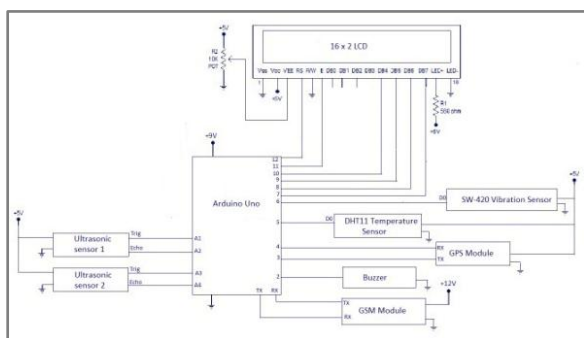 +5V
R2
10K
POT
16 x 2 LCD
Vss Vcc VEE RS R/W E DB0 DB1 DB2 DB3 DB4 DB5 DB6 DB7 LED+ LED-
1
16
+5V
R1
560 ohm
+5V
+9V
Arduino Uno
12
11
10
9
8
7
6
D0
SW-420 Vibration Sensor
+5V
+5V
5
D0
DHT11 Temperature
Sensor
Ultrasonic
sensor 1
Trig
Echo
A1
A2
4
3
RX
TX
GPS Module
Ultrasonic
sensor 2
Trig
Echo
A3
A4
2
Buzzer
TX
RX
+12V
TX
RX
GSM Module